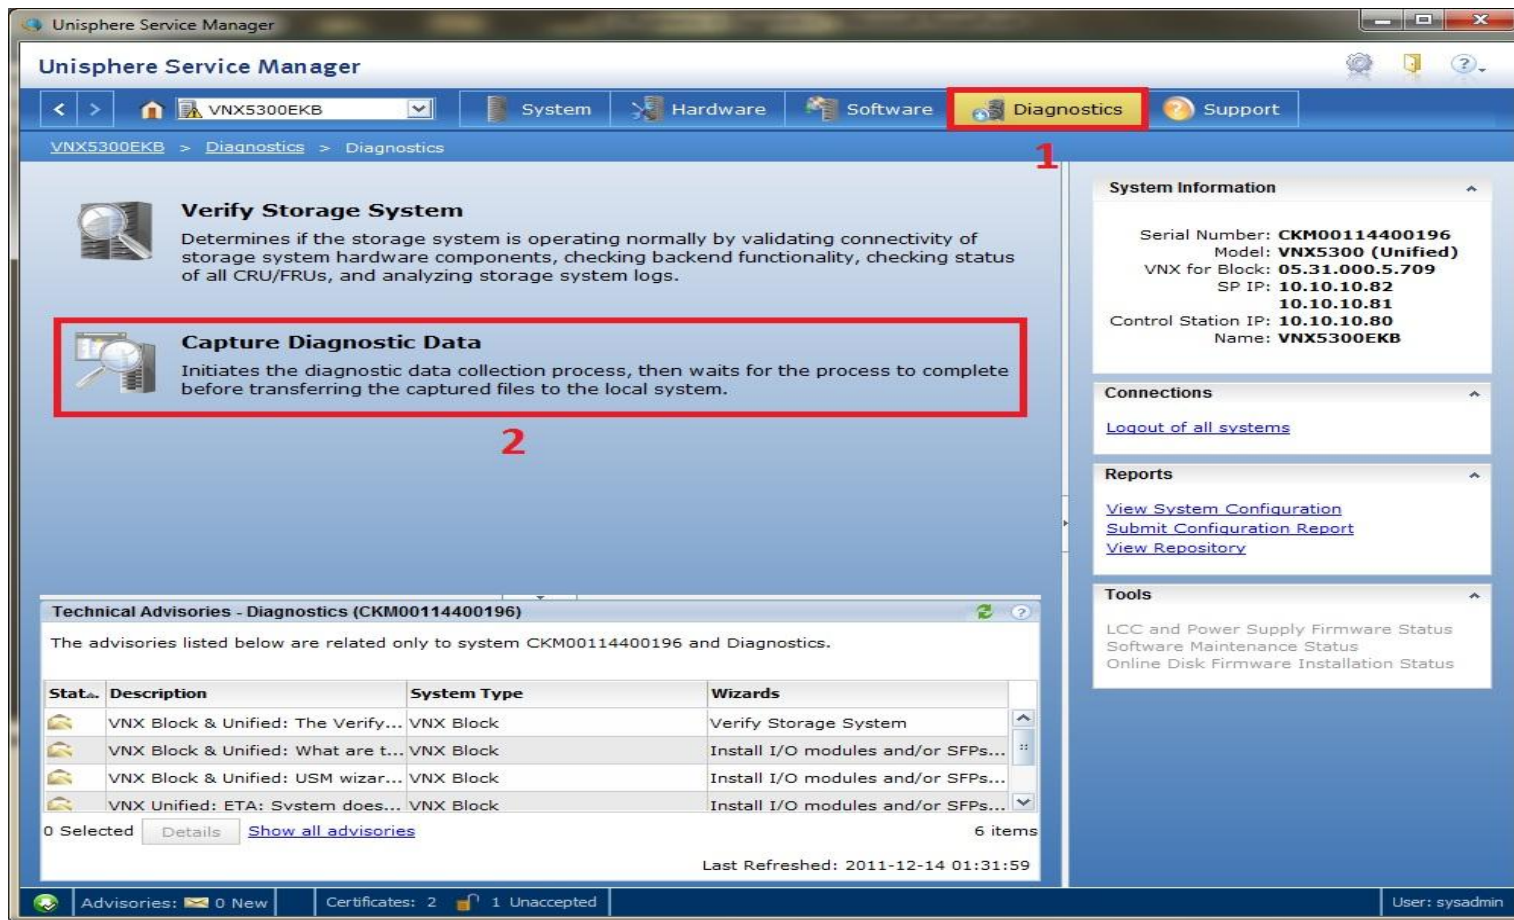 Unisphere Service Manager
Unisphere Service Manager
VNX5300EKB
System
Hardware
Software
Diagnostics
Support
VNX5300EKB > Diagnostics > Diagnostics
1
Verify Storage System
Determines if the storage system is operating normally by validating connectivity of
storage system hardware components, checking backend functionality, checking status
of all CRU/FRUs, and analyzing storage system logs.
Capture Diagnostic Data
Initiates the diagnostic data collection process, then waits for the process to complete
before transferring the captured files to the local system.
2
System Information
Serial Number: CKM00114400196
Model: VNX5300 (Unified)
VNX for Block: 05.31.000.5.709
SP IP: 10.10.10.82
10.10.10.81
Control Station IP: 10.10.10.80
Name: VNX5300EKB
Connections
Logout of all systems
Reports
View System Configuration
Submit Configuration Report
View Repository
Tools
LCC and Power Supply Firmware Status
Software Maintenance Status
Online Disk Firmware Installation Status
Technical Advisories - Diagnostics (CKM00114400196)
The advisories listed below are related only to system CKM00114400196 and Diagnostics.
Stat.. Description System Type Wizards
VNX Block & Unified: The Verify... VNX Block Verify Storage System
VNX Block & Unified: What are t... VNX Block Install I/O modules and/or SFPs...
VNX Block & Unified: USM wizar... VNX Block Install I/O modules and/or SFPs...
VNX Unified: ETA: System does... VNX Block Install I/O modules and/or SFPs...
0 Selected Details Show all advisories 6 items
Last Refreshed: 2011-12-14 01:31:59
Advisories: 0 New Certificates: 2 1 Unaccepted User: sysadmin